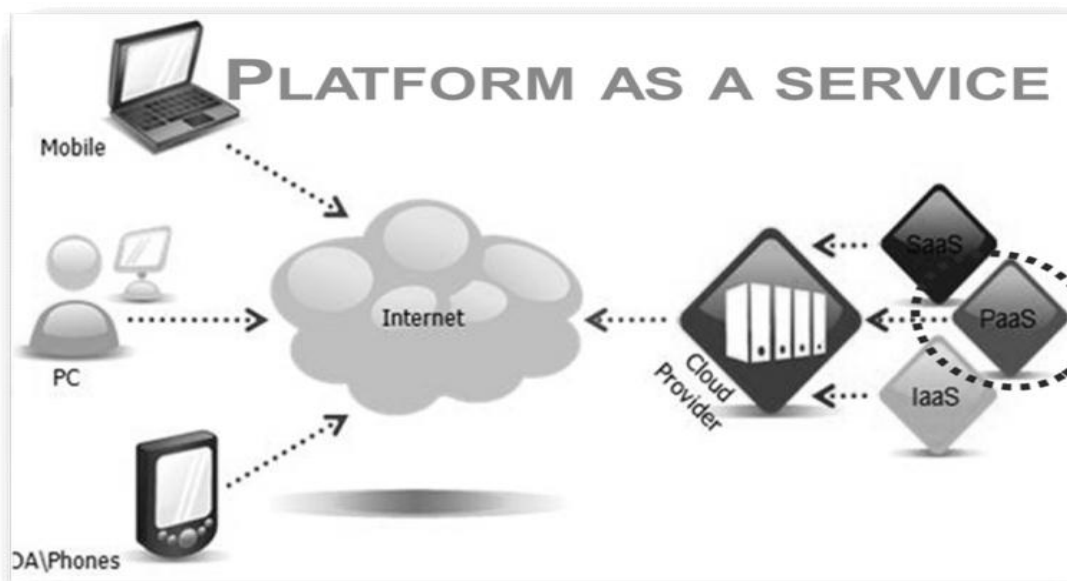 PLATFORM AS A SERVICE
Mobile
SaaS
Internet
PaaS
Cloud
Provider
PC
IaaS
DA\Phones